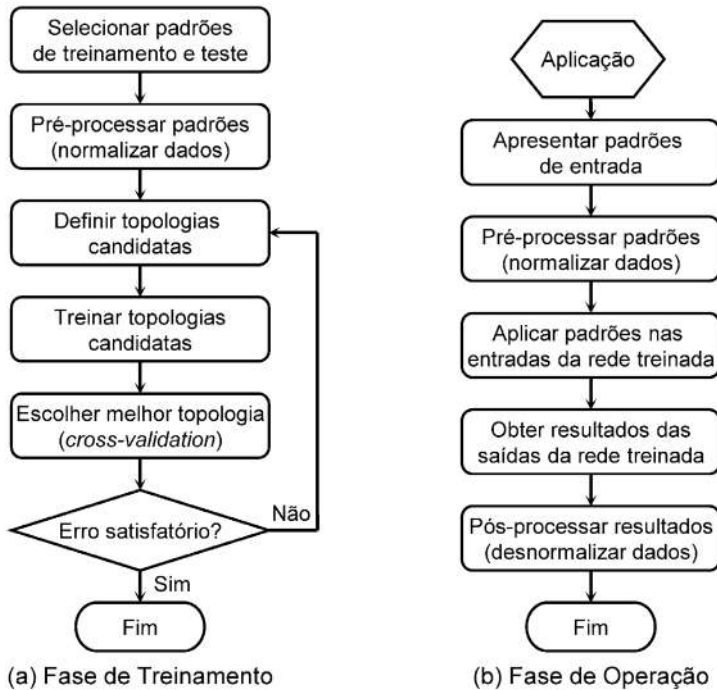 Selecionar padrões
de treinamento e teste
Pré-processar padrões
(normalizar dados)
Definir topologias
candidatas
Treinar topologias
candidatas
Escolher melhor topologia
(cross-validation)
Erro satisfatório?
Não
Sim
Fim
(a) Fase de Treinamento
Aplicação
Apresentar padrões
de entrada
Pré-processar padrões
(normalizar dados)
Aplicar padrões nas
entradas da rede treinada
Obter resultados das
saídas da rede treinada
Pós-processar resultados
(desnormalizar dados)
Fim
(b) Fase de Operação